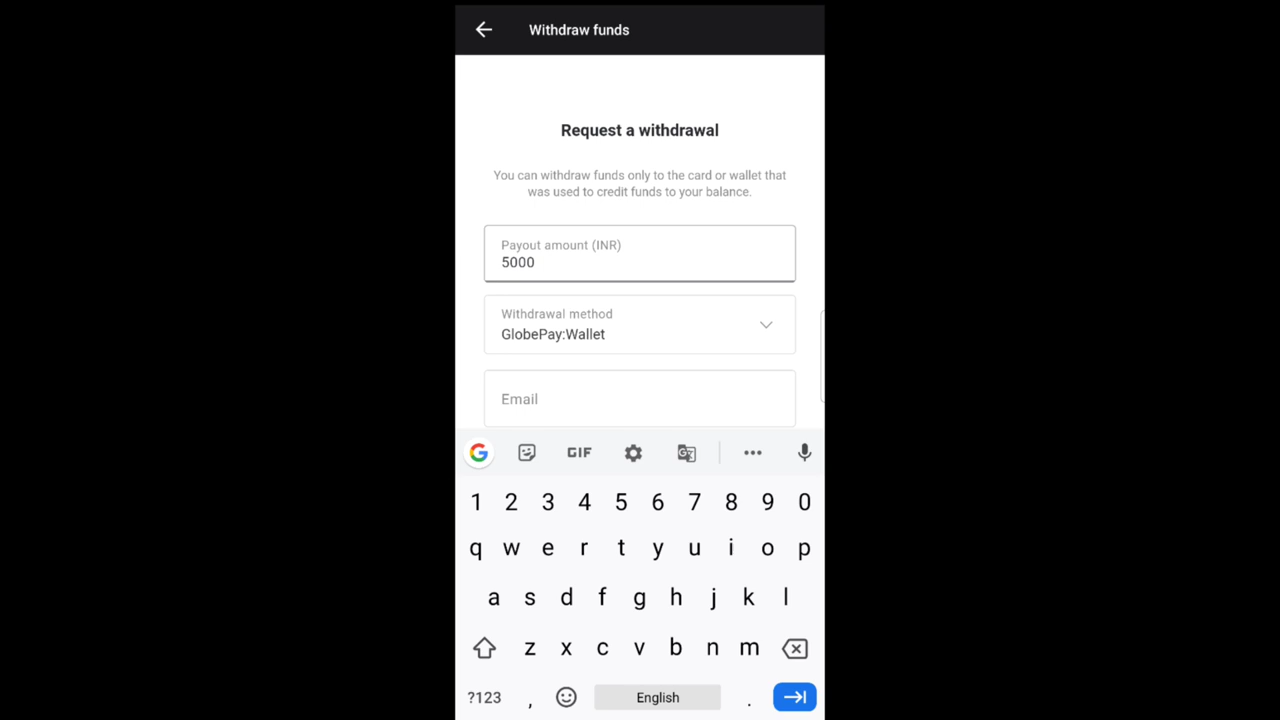 Withdraw funds
Request a withdrawal
You can withdraw funds only to the card or wallet that
was used to credit funds to your balance.
Payout amount (INR)
5000
Withdrawal method
GlobePay:Wallet
Email
G GIF G
1 2 3 4 5 6 7 8 9 0
q w e r t y u i o p
a s d f g h j k l
z x c v b n m
?123 , English .